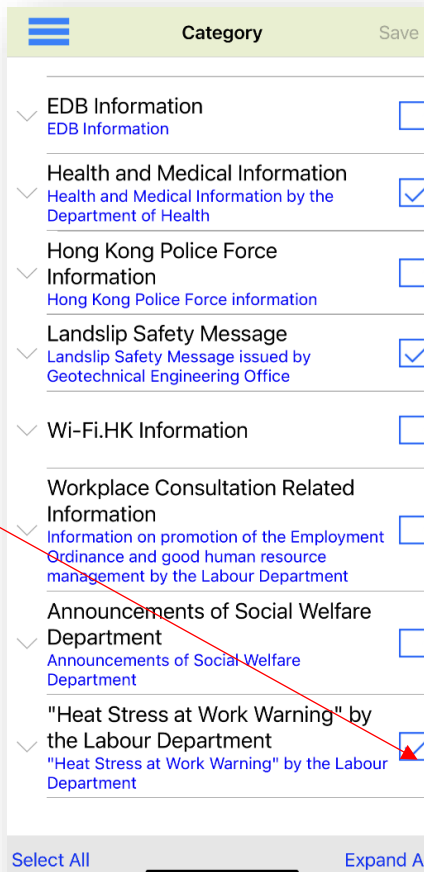 Category
Save
EDB Information
EDB Information
Health and Medical Information
Health and Medical Information by the
Department of Health
Hong Kong Police Force
Information
Hong Kong Police Force information
Landslip Safety Message
Landslip Safety Message issued by
Geotechnical Engineering Office
Wi-Fi.HK Information
Workplace Consultation Related
Information
Information on promotion of the Employment
Ordinance and good human resource
management by the Labour Department
Announcements of Social Welfare
Department
Announcements of Social Welfare
Department
"Heat Stress at Work Warning" by
the Labour Department
"Heat Stress at Work Warning" by the Labour
Department
Select All
Expand A